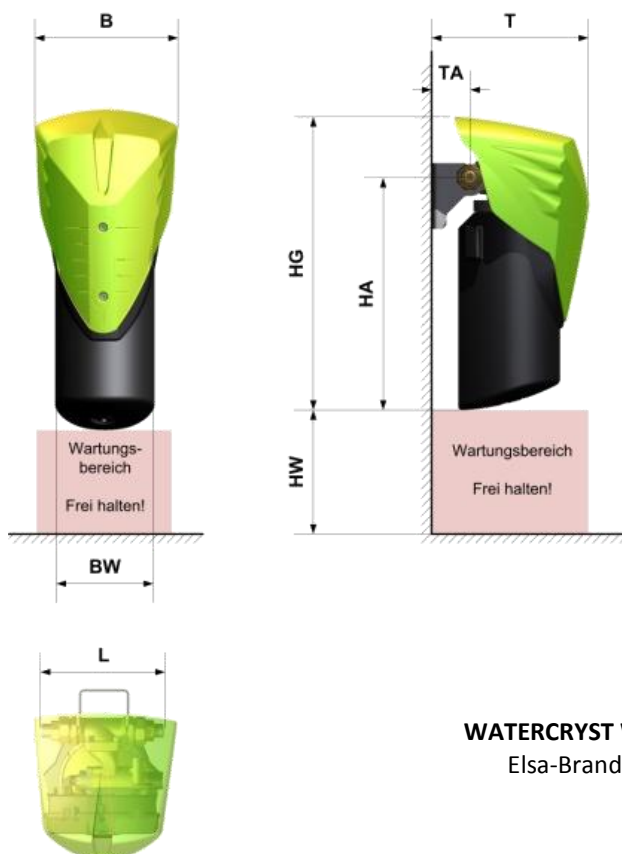 B
T
TA
HG
HA
HW
Wartungs-
bereich
Frei halten!
Wartungsbereich
Frei halten!
BW
L
WATERCRYST
Elsa-Brand